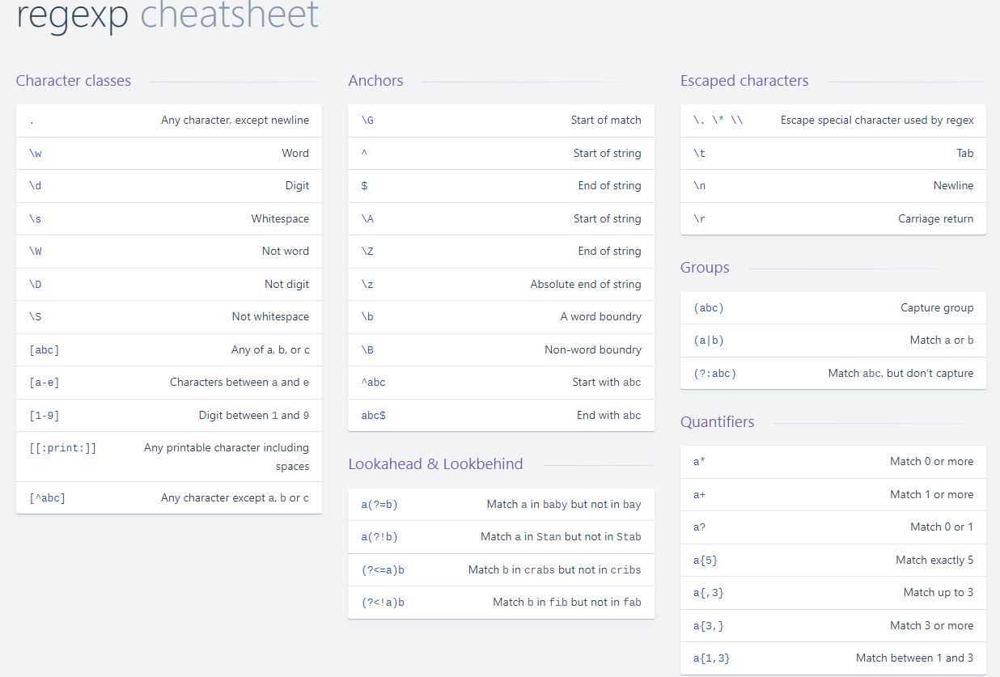 regexp cheatsheet
Character classes
. Any character, except newline
\w Word
\d Digit
\s Whitespace
\W Not word
\D Not digit
\S Not whitespace
[abc] Any of a, b, or c
[a-e] Characters between a and e
[1-9] Digit between 1 and 9
[[:print:]] Any printable character including
spaces
[^abc] Any character except a, b or c
Anchors
\G Start of match
^ Start of string
$ End of string
\A Start of string
\Z End of string
\z Absolute end of string
\b A word boundry
\B Non-word boundry
^abc Start with abc
abc$ End with abc
Lookahead & Lookbehind
a(?=b) Match a in baby but not in bay
a(?!b) Match a in Stan but not in Stab
(?<=a)b Match b in crabs but not in cribs
(?<!a)b Match b in fib but not in fab
Escaped characters
\. \* \\ Escape special character used by regex
\t Tab
\n Newline
\r Carriage return
Groups
(abc) Capture group
(a|b) Match a or b
(?:abc) Match abc, but don’t capture
Quantifiers
a* Match 0 or more
a+ Match 1 or more
a? Match 0 or 1
a{5} Match exactly 5
a{,3} Match up to 3
a{3,} Match 3 or more
a{1,3} Match between 1 and 3